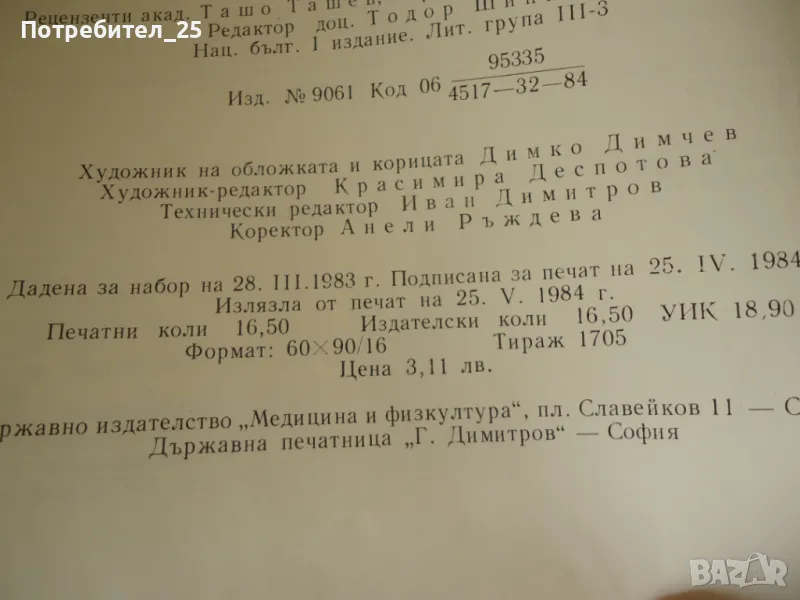 Рецензенти акад. Ташо Ташев,
Потребител_25
Редактор доц. Тодор
Нац. бълг. I издание. Лит. група III-3
Изд. № 9061 Код 06 95335
4517—32—84
Художник на обложката и корицата Димко Димчев
Художник-редактор Красимира Деспотова
Технически редактор Иван Димитров
Коректор Анели Ръждева
Дадена за набор на 28. III.1983 г. Подписана за печат на 25. IV. 1984
Излязла от печат на 25. V. 1984 г.
Печатни коли 16,50 Издателски коли 16,50 УИК 18,90
Формат: 60×90/16 Тираж 1705
Цена 3,11 лв.
ържавно издателство „Медицина и физкултура“, пл. Славейков 11 — С
Държавна печатница „Г. Димитров“ — София
BAZAR